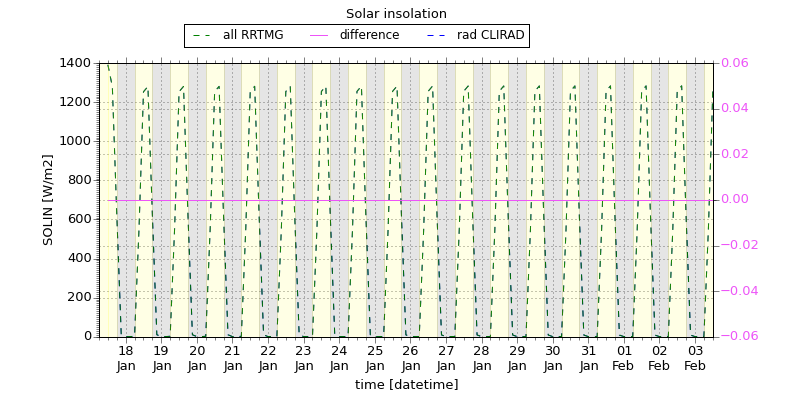 Solar insolation
all RRTMG difference rad CLIRAD
1400
1200
1000
800
600
400
200
0
SOLIN [W/m2]
0.06
0.04
0.02
0.00
−0.02
−0.04
−0.06
18 19 20 21 22 23 24 25 26 27 28 29 30 31 01 02 03
Jan Jan Jan Jan Jan Jan Jan Jan Jan Jan Jan Jan Jan Jan Feb Feb Feb
time [datetime]